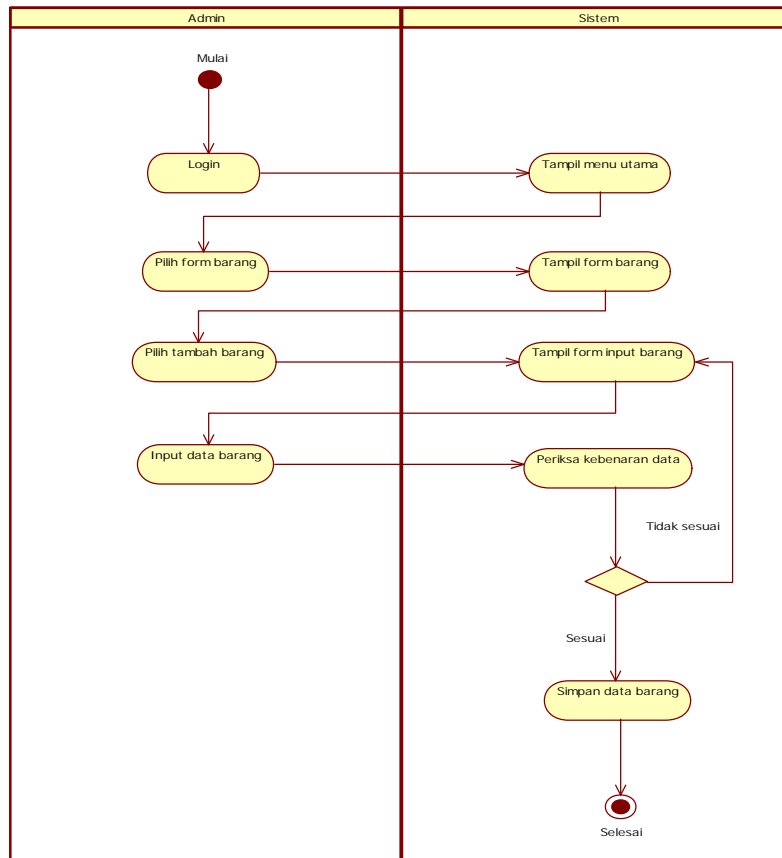 Admin
Sistem
Mulai
Login
Tampil menu utama
Pilih form barang
Tampil form barang
Pilih tambah barang
Tampil form input barang
Input data barang
Periksa kebenaran data
Tidak sesuai
Sesuai
Simpan data barang
Selesai